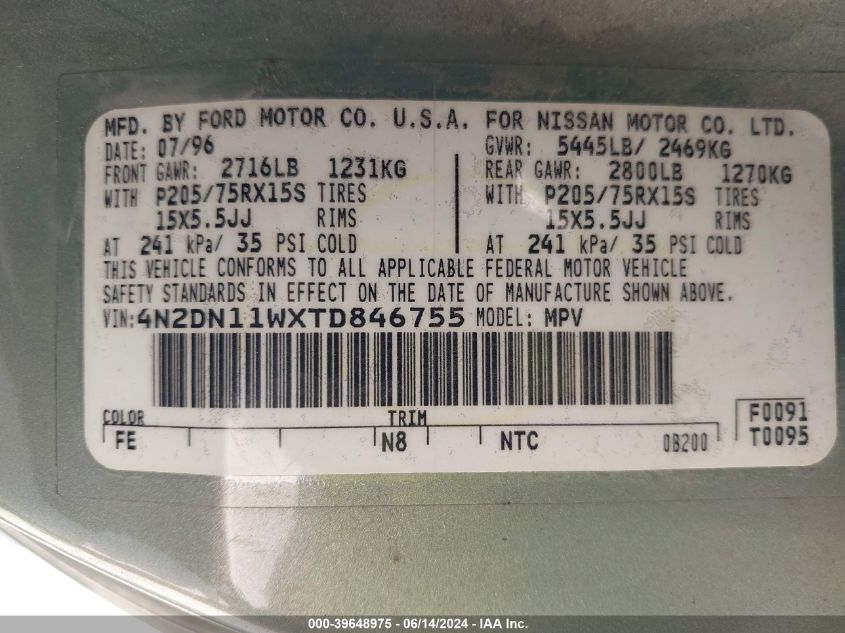 MFD. BY FORD MOTOR CO. U.S.A. FOR NISSAN MOTOR CO. LTD.
DATE: 07/96 GVWR: 5445LB/ 2469KG
FRONT GAWR: 2716LB 1231KG REAR GAWR: 2800LB 1270KG
WITH P205/75RX15S TIRES WITH P205/75RX15S TIRES
15X5.5JJ RIMS 15X5.5JJ RIMS
AT 241 kPa/ 35 PSI COLD AT 241 kPa/ 35 PSI COLD
THIS VEHICLE CONFORMS TO ALL APPLICABLE FEDERAL MOTOR VEHICLE
SAFETY STANDARDS IN EFFECT ON THE DATE OF MANUFACTURE SHOWN ABOVE.
VIN: 4N2DN11WXTD846755 MODEL: MPV
COLOR TRIM F0091
FE N8 NTC 0B200 T0095
000-39648975 - 06/14/2024 - IAA Inc.